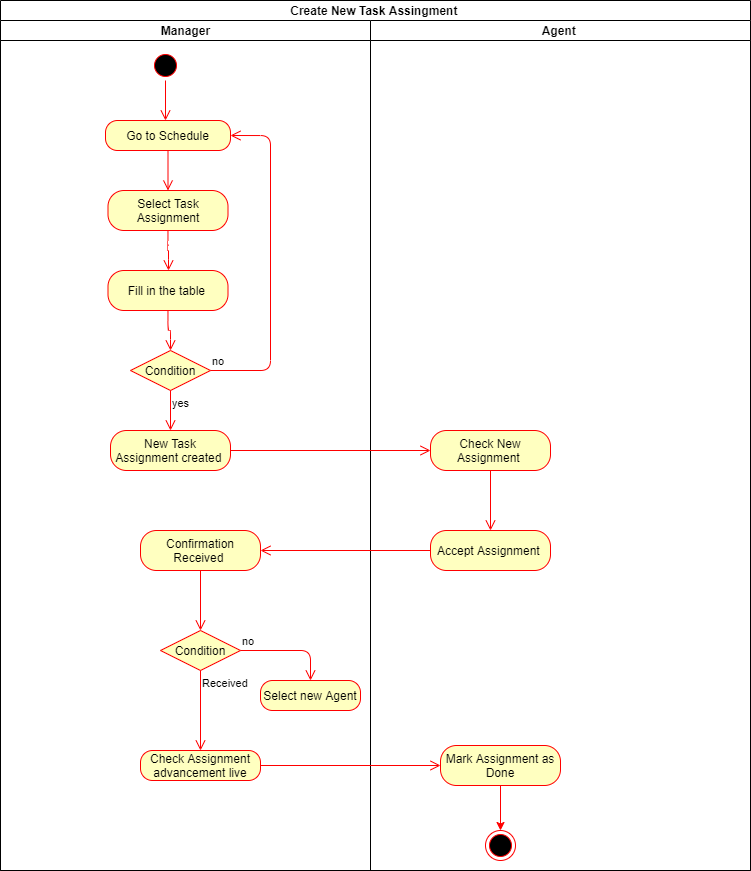 Create New Task Assingment
Manager
Agent
Go to Schedule
Select Task
Assignment
Fill in the table
Condition
no
yes
New Task
Assignment created
Check New
Assignment
Confirmation
Received
Accept Assignment
Condition
no
Received
Select new Agent
Check Assignment
advancement live
Mark Assignment as
Done